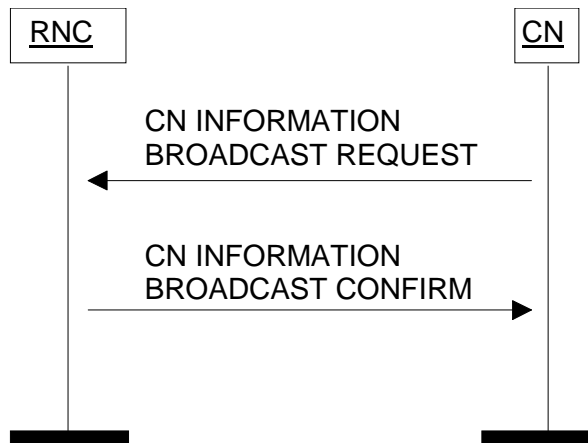 RNC
CN
CN INFORMATION
BROADCAST REQUEST
CN INFORMATION
BROADCAST CONFIRM